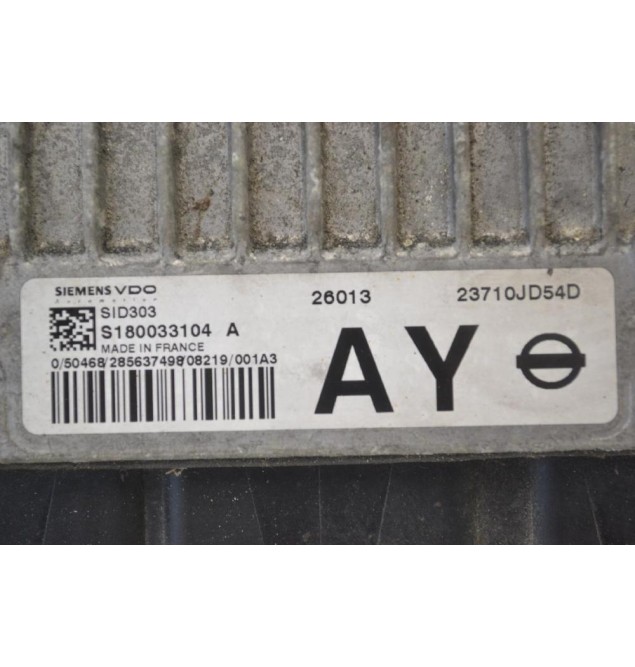 SIEMENS VDO
Automotive
SID303
S180033104 A
MADE IN FRANCE
0/50468/285637498/08219/001A3
26013
23710JD54D
AY